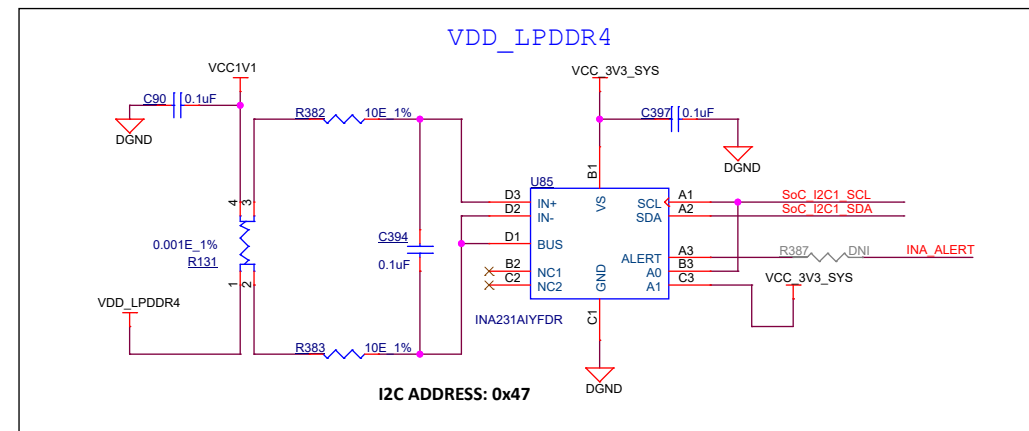 VDD_LPDDR4
VCC1V1
VCC_3V3_SYS
C90 0.1uF
DGND
R382 10E_1%
C397 0.1uF
DGND
U85
B1
D3 IN+
D2 IN-
D1 BUS
B2 NC1
C2 NC2
VS
GND
SCL A1 SoC_I2C1_SCL
SDA A2 SoC_I2C1_SDA
ALERT A3 R387 DNI INA_ALERT
A0 B3
A1 C3 VCC_3V3_SYS
C1
4 3
0.001E_1%
R131
1 2
C394
0.1uF
VDD_LPDDR4
INA231AIYFDR
R383 10E_1%
I2C ADDRESS: 0x47
DGND